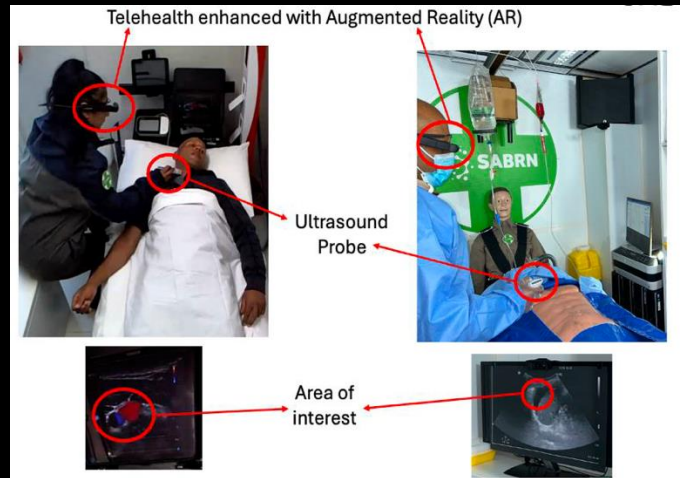 Telehealth enhanced with Augmented Reality (AR)
SABRN
Ultrasound
Probe
Area of
interest